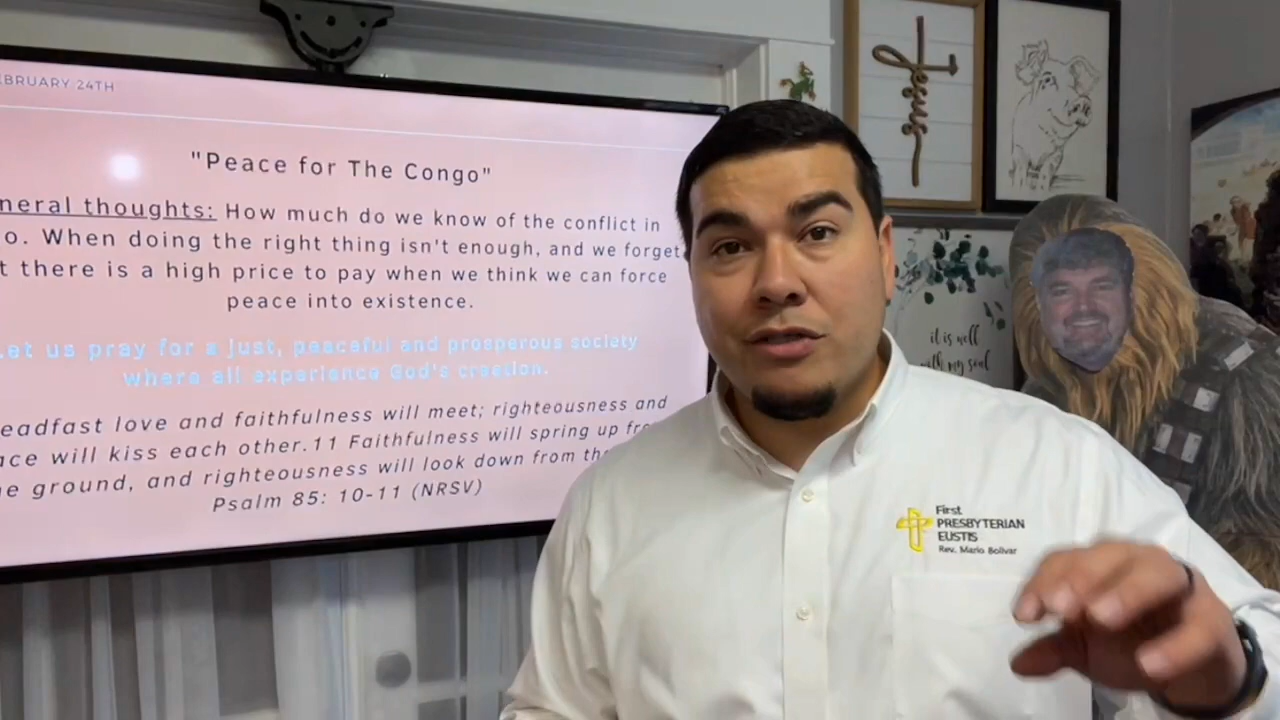 BRUARY 24TH
"Peace for The Congo"
neral thoughts: How much do we know of the conflict in
o. When doing the right thing isn't enough, and we forget
t there is a high price to pay when we think we can force
peace into existence.
et us pray for a just, peaceful and prosperous society
where all experience God's creation.
eadfast love and faithfulness will meet; righteousness and
ace will kiss each other.11 Faithfulness will spring up fro
e ground, and righteousness will look down from the
Psalm 85: 10-11 (NRSV)
Jesus
it is well
with my soul
First
PRESBYTERIAN
EUSTIS
Rev. Mario Bolivar